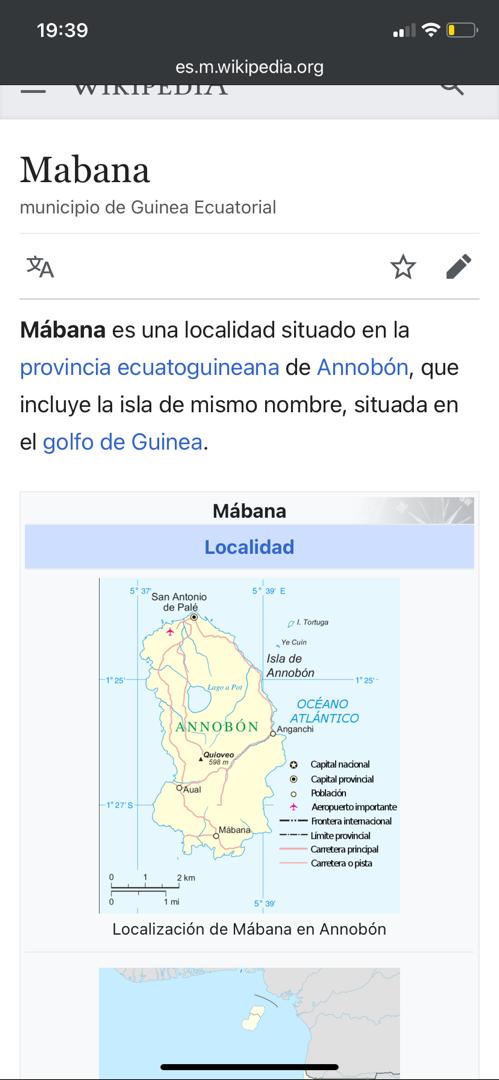 19:39
es.m.wikipedia.org
WIKIPEDIA
Mabana
municipio de Guinea Ecuatorial
Mábana es una localidad situado en la
provincia ecuatoguineana de Annobón, que
incluye la isla de mismo nombre, situada en
el golfo de Guinea.
Mábana
Localidad
5° 37'
5° 39' E
San Antonio
de Palé
I. Tortuga
Ye Cuin
Isla de
Annobón
1° 25'
1° 25'
Lago a Pot
OCÉANO
ATLÁNTICO
ANNOBÓN
Anganchi
Quioveo
598 m
Capital nacional
Capital provincial
Aual
Población
1° 27' S
Aeropuerto importante
Frontera internacional
Mábana
Límite provincial
Carretera principal
Carretera o pista
0 1 2 km
0 1 mi
5° 39'
Localización de Mábana en Annobón